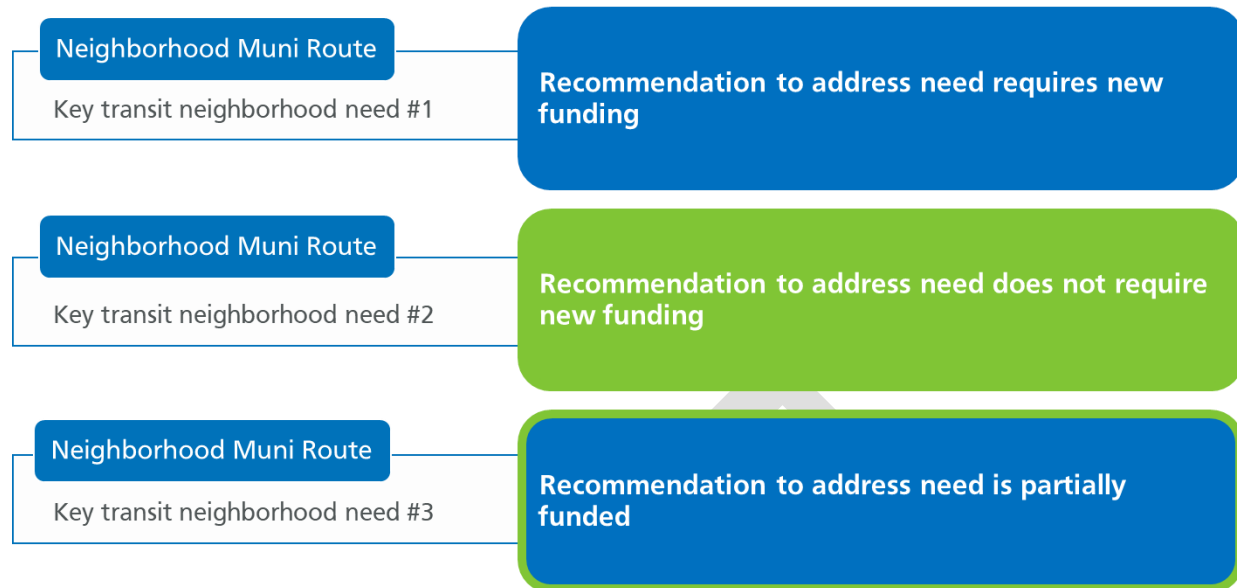 Neighborhood Muni Route
Key transit neighborhood need #1
Recommendation to address need requires new
funding
Neighborhood Muni Route
Key transit neighborhood need #2
Recommendation to address need does not require
new funding
Neighborhood Muni Route
Key transit neighborhood need #3
Recommendation to address need is partially
funded